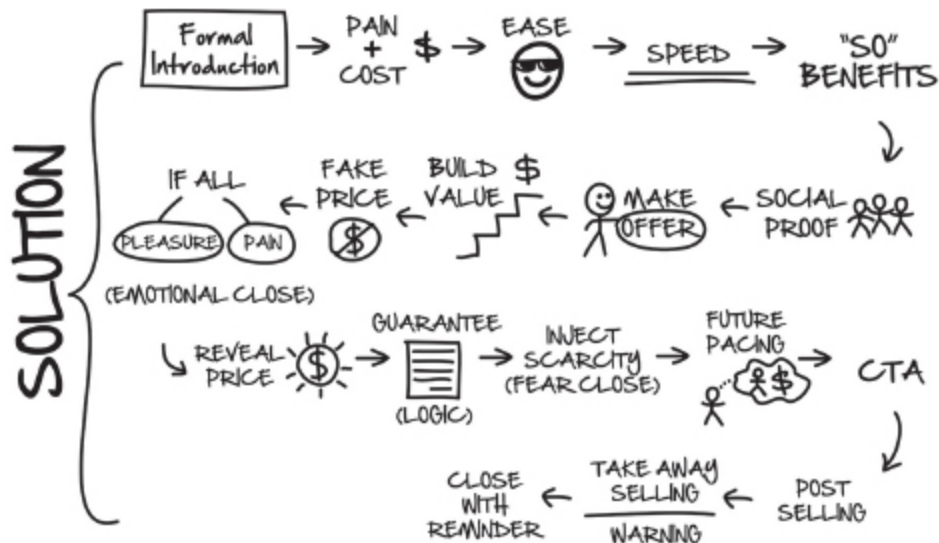 SOLUTION
Formal
Introduction
PAIN
+
COST
$
EASE
SPEED
"SO"
BENEFITS
SOCIAL
PROOF
MAKE
OFFER
BUILD
VALUE
$
FAKE
PRICE
$
IF ALL
PLEASURE
PAIN
(EMOTIONAL CLOSE)
REVEAL
PRICE
$
GUARANTEE
(LOGIC)
INJECT
SCARCITY
(FEAR CLOSE)
FUTURE
PACING
$
CTA
POST
SELLING
TAKE AWAY
SELLING
WARNING
CLOSE
WITH
REMINDER